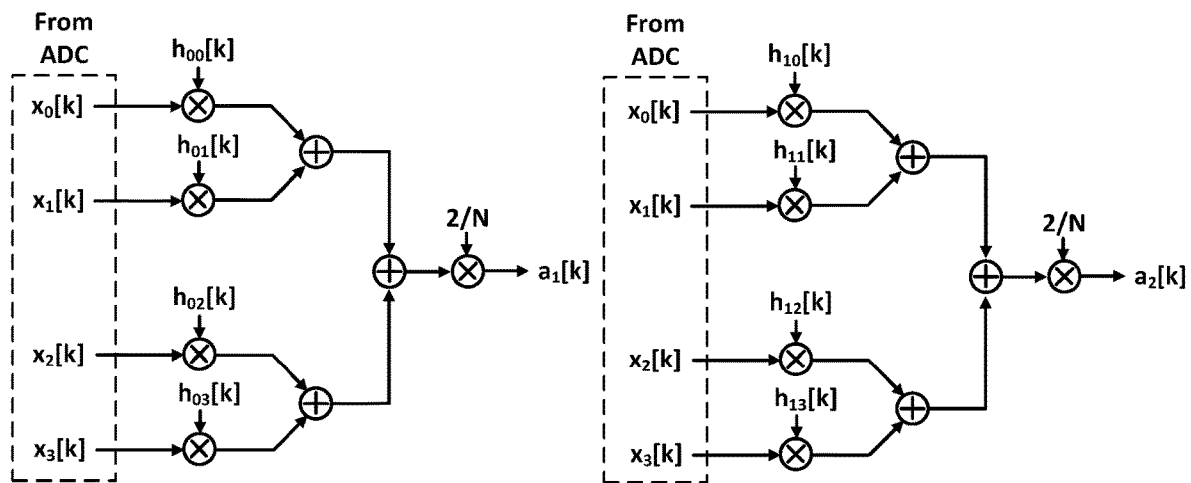 From
ADC
h₀₀[k]
x₀[k]
h₀₁[k]
x₁[k]
2/N
a₁[k]
h₀₂[k]
x₂[k]
h₀₃[k]
x₃[k]
From
ADC
h₁₀[k]
x₀[k]
h₁₁[k]
x₁[k]
2/N
a₂[k]
h₁₂[k]
x₂[k]
h₁₃[k]
x₃[k]